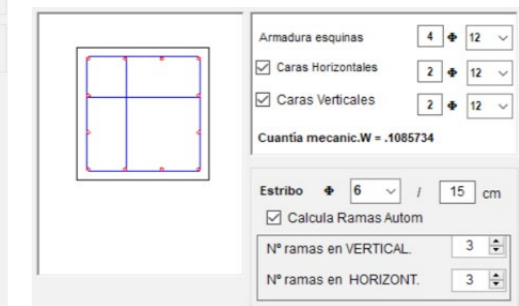 Armadura esquinas 4 Φ 12
Caras Horizontales 2 Φ 12
Caras Verticales 2 Φ 12
Cuantía mecanic.W = .1085734
Estribo Φ 6 / 15 cm
Calcula Ramas Autom
Nº ramas en VERTICAL. 3
Nº ramas en HORIZONT. 3